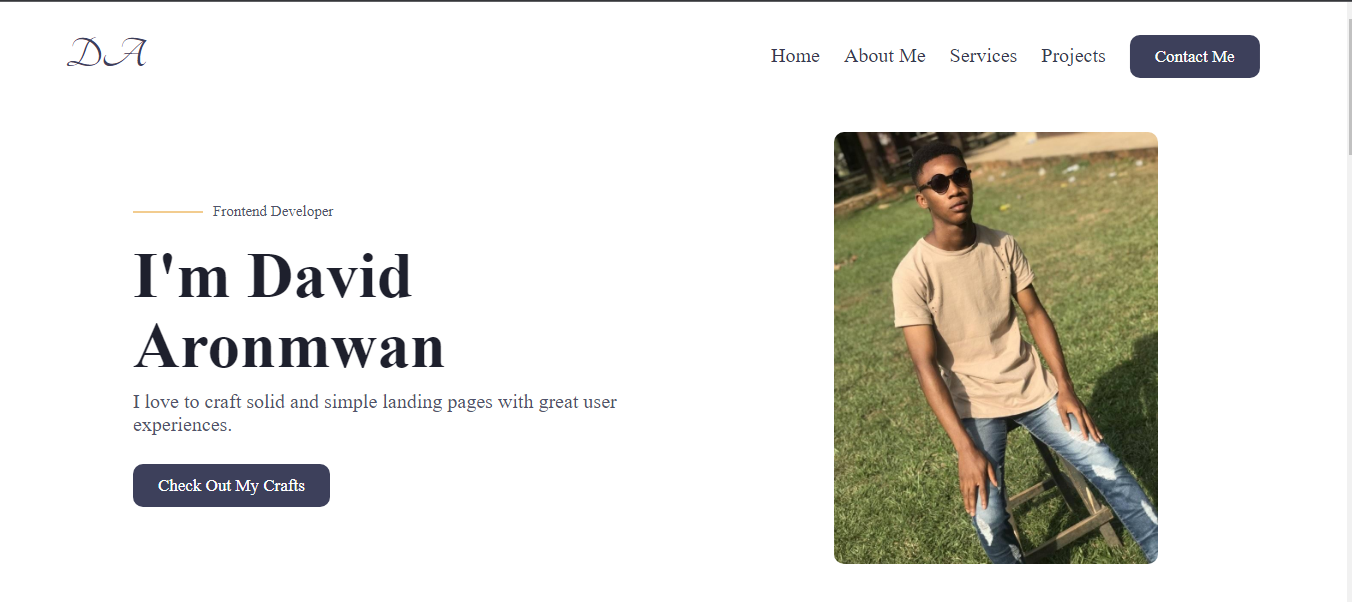 DA
Home About Me Services Projects Contact Me
Frontend Developer
I'm David
Aronmwan
I love to craft solid and simple landing pages with great user
experiences.
Check Out My Crafts